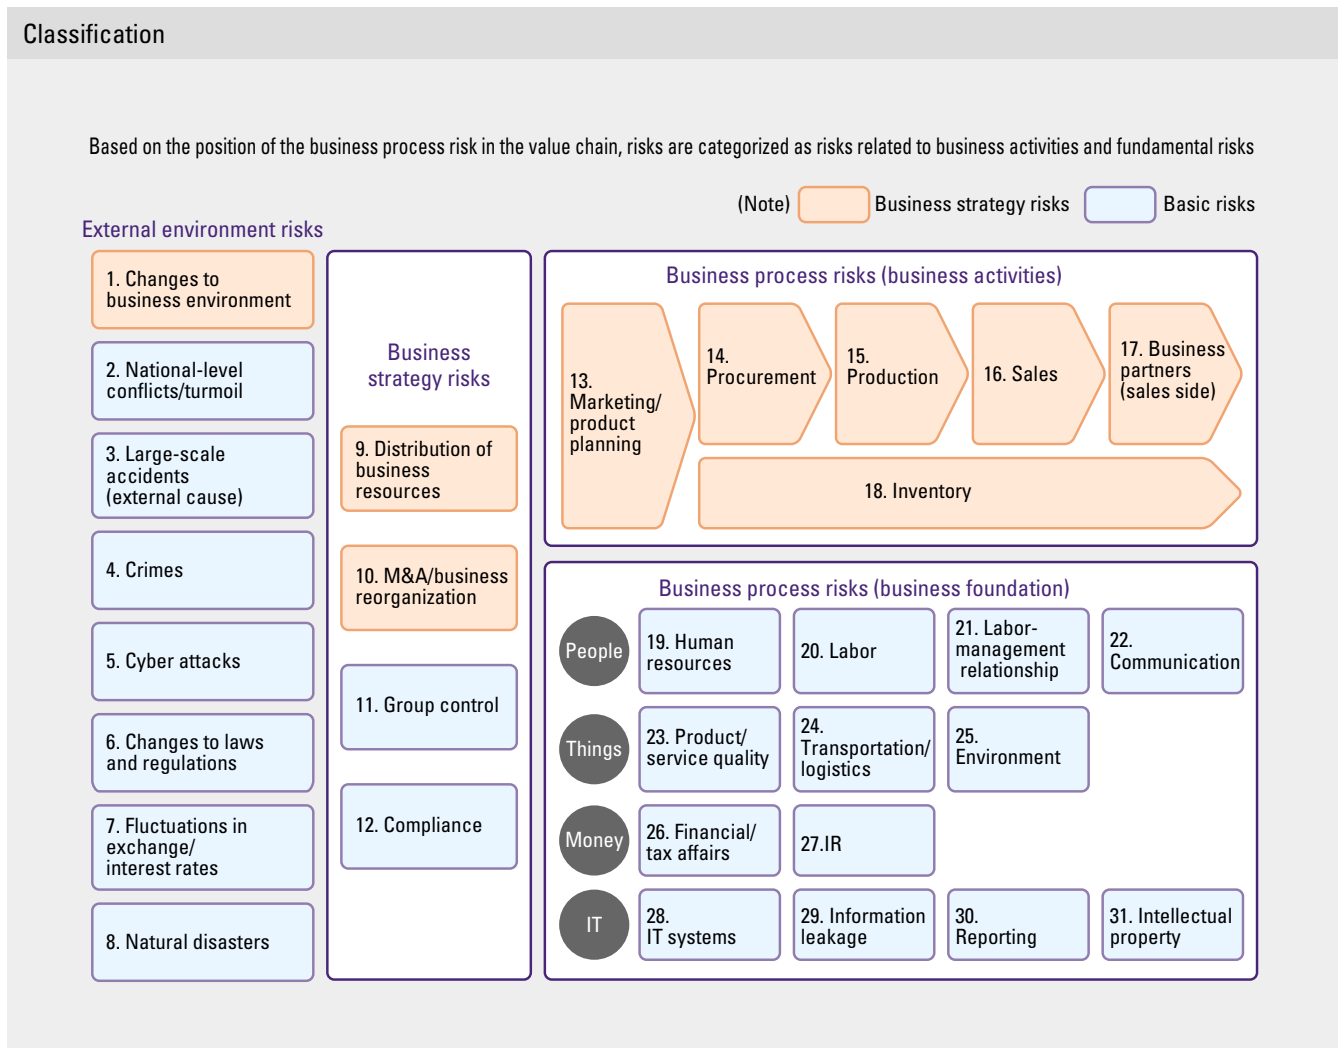 Classification
Based on the position of the business process risk in the value chain, risks are categorized as risks related to business activities and fundamental risks
(Note)
Business strategy risks
Basic risks
External environment risks
1. Changes to
business environment
2. National-level
conflicts/turmoil
3. Large-scale
accidents
(external cause)
4. Crimes
5. Cyber attacks
6. Changes to laws
and regulations
7. Fluctuations in
exchange/
interest rates
8. Natural disasters
Business
strategy risks
9. Distribution of
business
resources
10. M&A/business
reorganization
11. Group control
12. Compliance
Business process risks (business activities)
13.
Marketing/
product
planning
14.
Procurement
15.
Production
16. Sales
17. Business
partners
(sales side)
18. Inventory
Business process risks (business foundation)
People
19. Human
resources
20. Labor
21. Labor-
management
relationship
22.
Communication
Things
23. Product/
service quality
24.
Transportation/
logistics
25.
Environment
Money
26. Financial/
tax affairs
27.IR
IT
28.
IT systems
29. Information
leakage
30.
Reporting
31. Intellectual
property